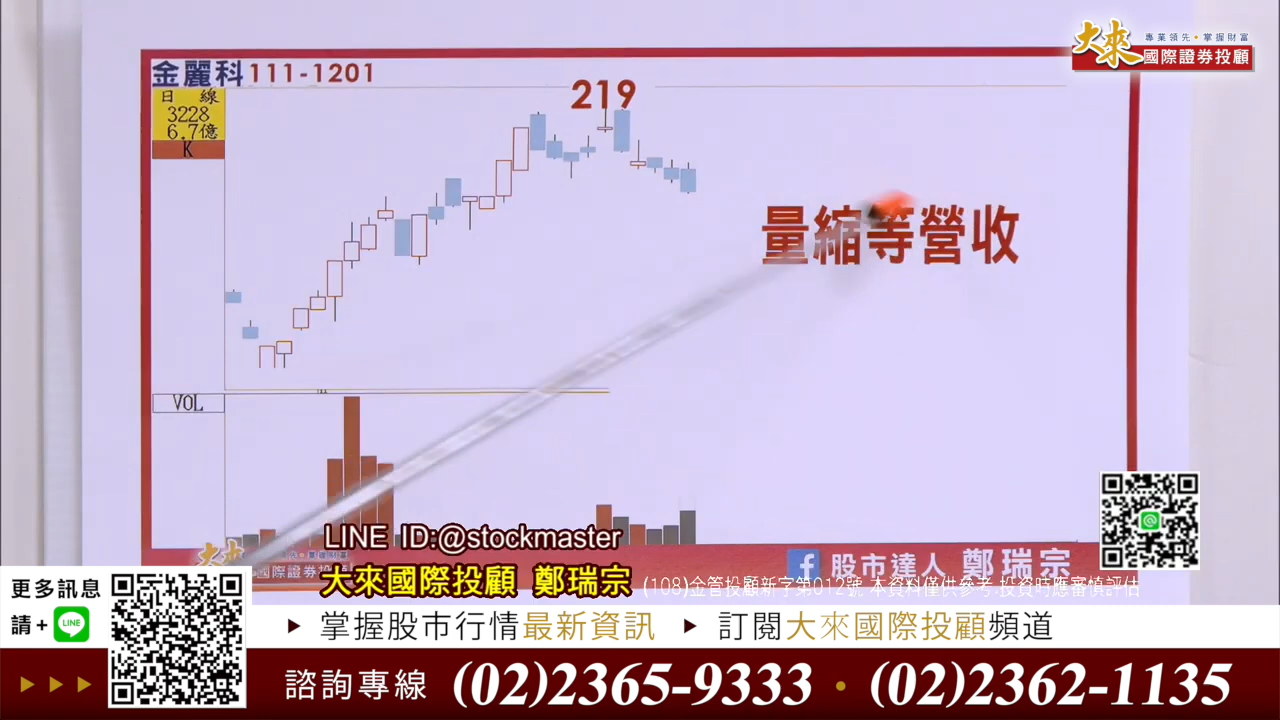 大來
專業領先•掌握財富
國際證券投顧
金麗科111-1201
日 線
3228
6.7億
K
219
量縮等營收
VOL
LINE ID:@stockmaster
股市達人 鄭瑞宗
大來國際投顧 鄭瑞宗
(108)金管投顧新字第012號 本資料僅供參考 投資時應審慎評估
更多訊息
請+
LINE
掌握股市行情最新資訊
訂閱大來國際投顧頻道
諮詢專線 (02)2365-9333 • (02)2362-1135